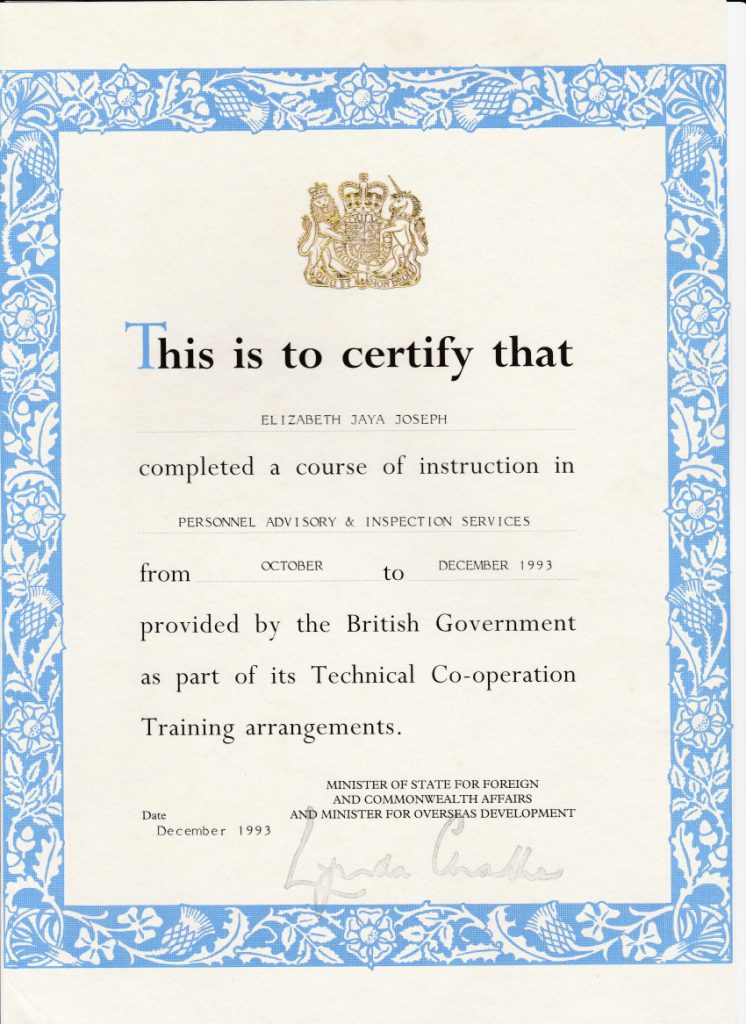 This is to certify that
ELIZABETH JAYA JOSEPH
completed a course of instruction in
PERSONNEL ADVISORY & INSPECTION SERVICES
from OCTOBER to DECEMBER 1993
provided by the British Government
as part of its Technical Co-operation
Training arrangements.
MINISTER OF STATE FOR FOREIGN
AND COMMONWEALTH AFFAIRS
AND MINISTER FOR OVERSEAS DEVELOPMENT
Date
December 1993
Lynda